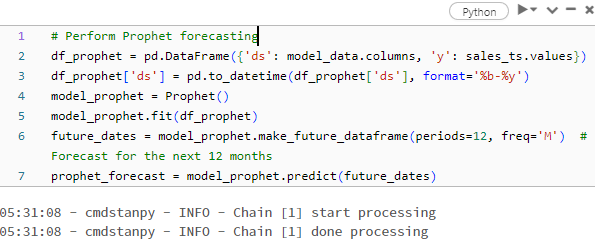 Python
1 # Perform Prophet forecasting
2 df_prophet = pd.DataFrame({'ds': model_data.columns, 'y': sales_ts.values})
3 df_prophet['ds'] = pd.to_datetime(df_prophet['ds'], format='%b-%y')
4 model_prophet = Prophet()
5 model_prophet.fit(df_prophet)
6 future_dates = model_prophet.make_future_dataframe(periods=12, freq='M')  #
Forecast for the next 12 months
7 prophet_forecast = model_prophet.predict(future_dates)
05:31:08 - cmdstanpy - INFO - Chain [1] start processing
05:31:08 - cmdstanpy - INFO - Chain [1] done processing